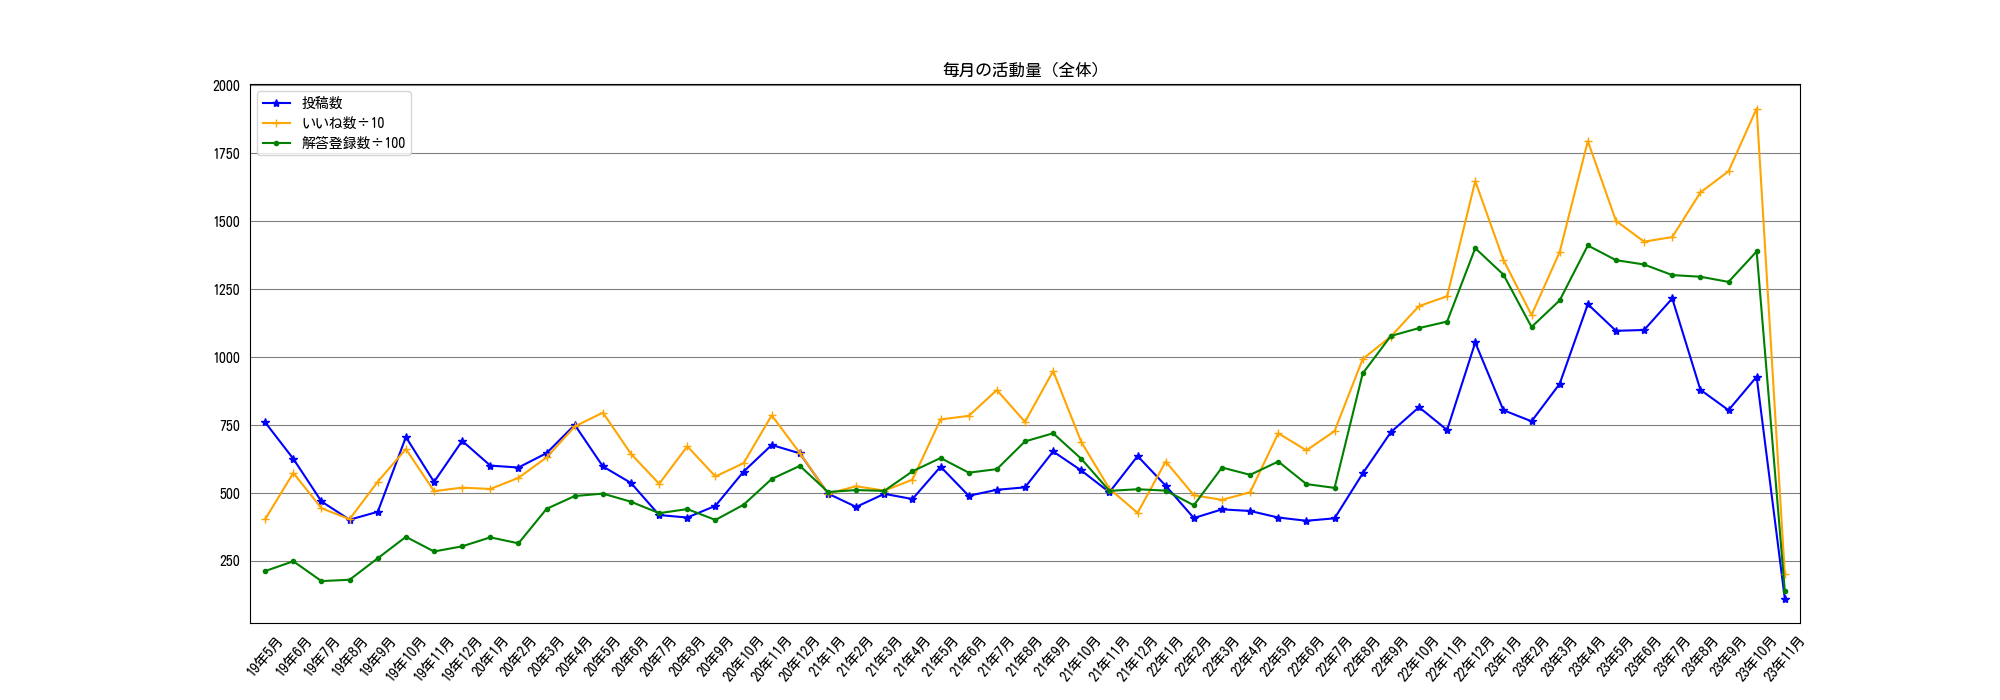 毎月の活動量（全体）
投稿数
いいね数÷10
解答登録数÷100
2000
1750
1500
1250
1000
750
500
250
19年5月
19年6月
19年7月
19年8月
19年9月
19年10月
19年11月
19年12月
20年1月
20年2月
20年3月
20年4月
20年5月
20年6月
20年7月
20年8月
20年9月
20年10月
20年11月
20年12月
21年1月
21年2月
21年3月
21年4月
21年5月
21年6月
21年7月
21年8月
21年9月
21年10月
21年11月
21年12月
22年1月
22年2月
22年3月
22年4月
22年5月
22年6月
22年7月
22年8月
22年9月
22年10月
22年11月
22年12月
23年1月
23年2月
23年3月
23年4月
23年5月
23年6月
23年7月
23年8月
23年9月
23年10月
23年11月